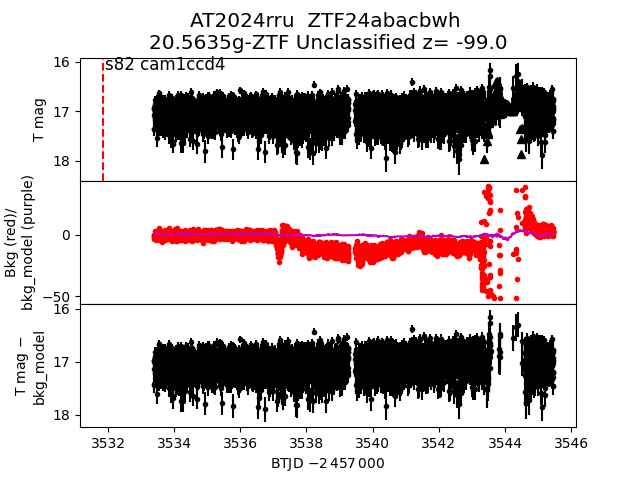 AT2024rru  ZTF24abacbwh
20.5635g-ZTF Unclassified z= -99.0
s82 cam1ccd4
16
17
18
T mag
0
−50
Bkg (red)/
bkg_model (purple)
16
17
18
T mag −
bkg_model
3532 3534 3536 3538 3540 3542 3544 3546
BTJD −2 457 000